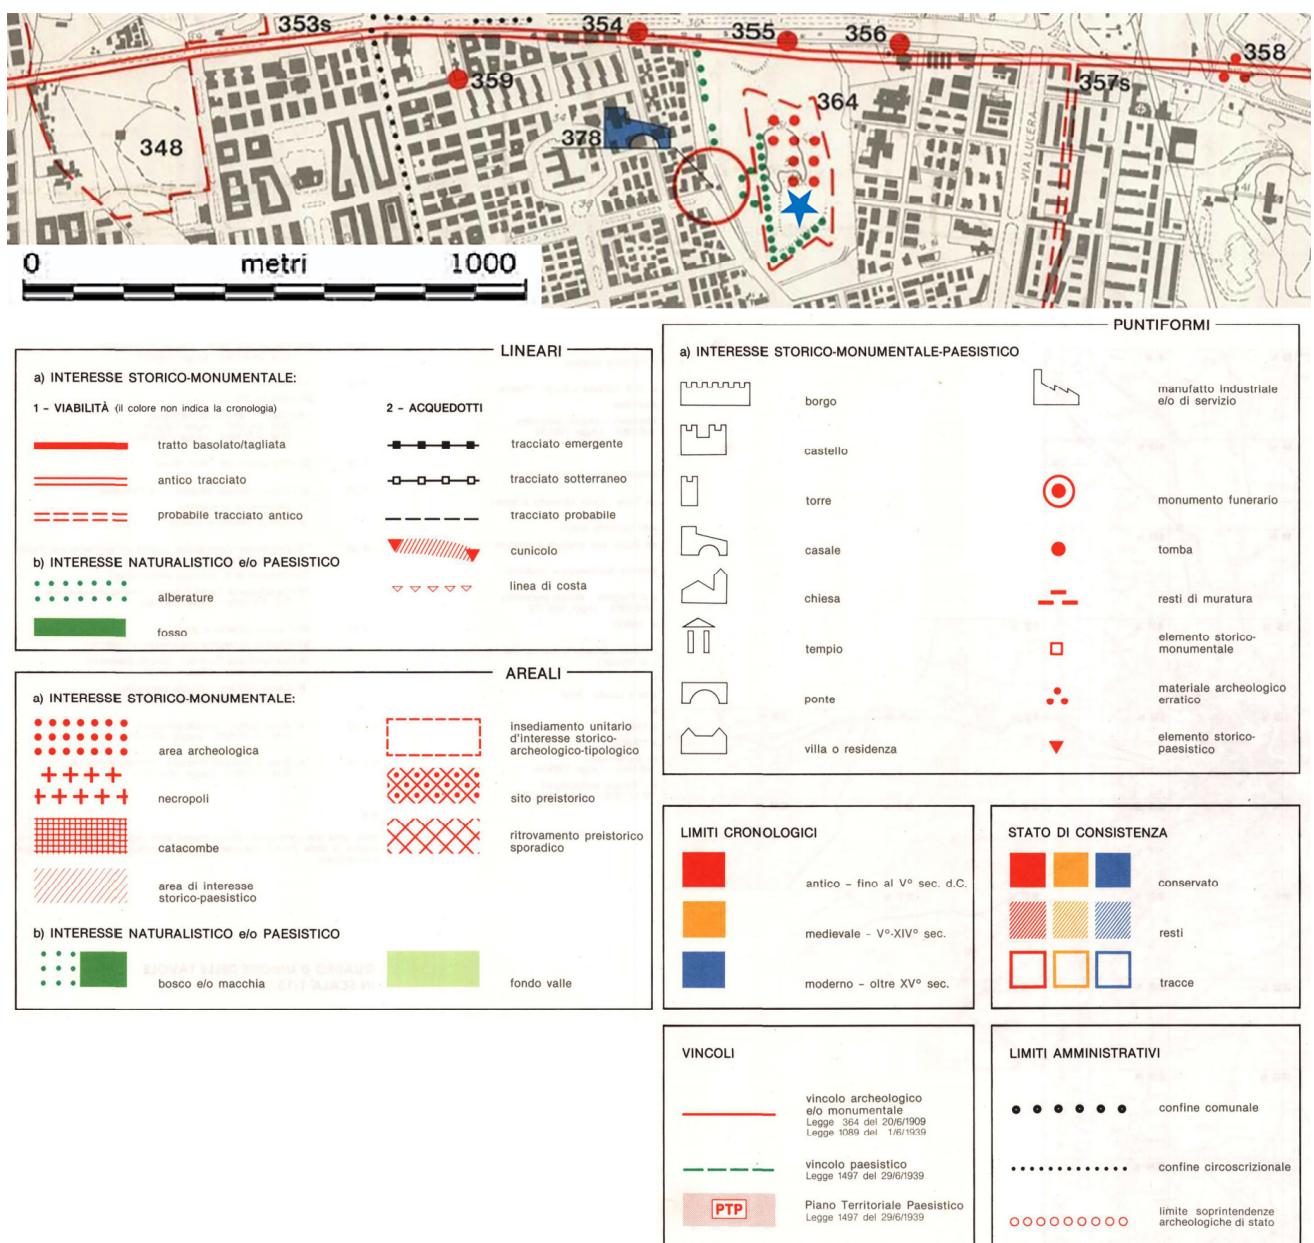 353s
354
355
356
358
359
357s
364
348
378
VIA LUCERA
36
34
39
41
0 metri 1000
LINEARI
a) INTERESSE STORICO-MONUMENTALE:
1 – VIABILITÀ (il colore non indica la cronologia)
tratto basolato/tagliata
antico tracciato
probabile tracciato antico
b) INTERESSE NATURALISTICO e/o PAESISTICO
alberature
fosso
2 – ACQUEDOTTI
tracciato emergente
tracciato sotterraneo
tracciato probabile
cunicolo
linea di costa
AREALI
a) INTERESSE STORICO-MONUMENTALE:
area archeologica
necropoli
catacombe
area di interesse
storico-paesistico
insediamento unitario
d'interesse storico-
archeologico-tipologico
sito preistorico
ritrovamento preistorico
sporadico
b) INTERESSE NATURALISTICO e/o PAESISTICO
bosco e/o macchia
fondo valle
PUNTIFORMI
a) INTERESSE STORICO-MONUMENTALE-PAESISTICO
borgo
castello
torre
casale
chiesa
tempio
ponte
villa o residenza
manufatto industriale
e/o di servizio
monumento funerario
tomba
resti di muratura
elemento storico-
monumentale
materiale archeologico
erratico
elemento storico-
paesistico
LIMITI CRONOLOGICI
antico – fino al V° sec. d.C.
medievale – V°-XIV° sec.
moderno – oltre XV° sec.
STATO DI CONSISTENZA
conservato
resti
tracce
VINCOLI
vincolo archeologico
e/o monumentale
Legge 364 del 20/6/1909
Legge 1089 del 1/6/1939
vincolo paesistico
Legge 1497 del 29/6/1939
PTP
Piano Territoriale Paesistico
Legge 1497 del 29/6/1939
LIMITI AMMINISTRATIVI
confine comunale
confine circoscrizionale
limite soprintendenze
archeologiche di stato